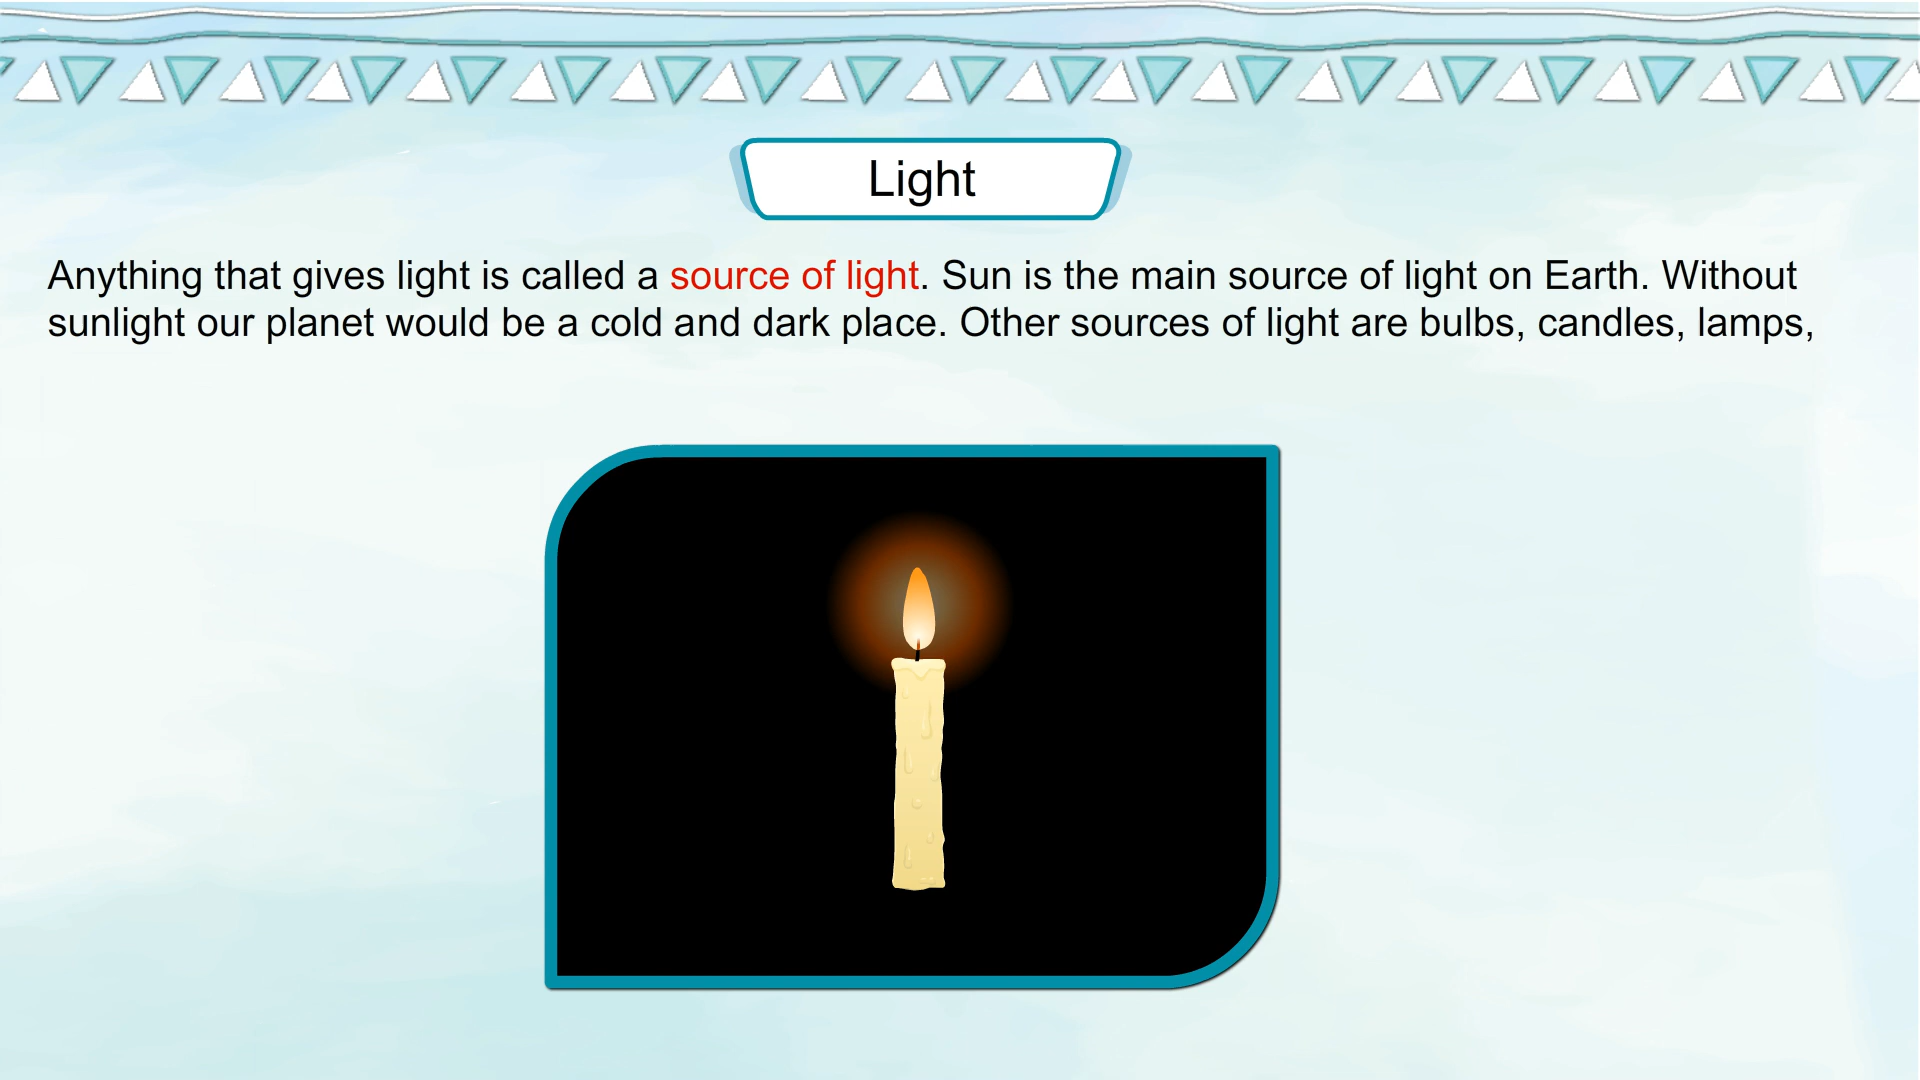 Light
Anything that gives light is called a source of light. Sun is the main source of light on Earth. Without
sunlight our planet would be a cold and dark place. Other sources of light are bulbs, candles, lamps,